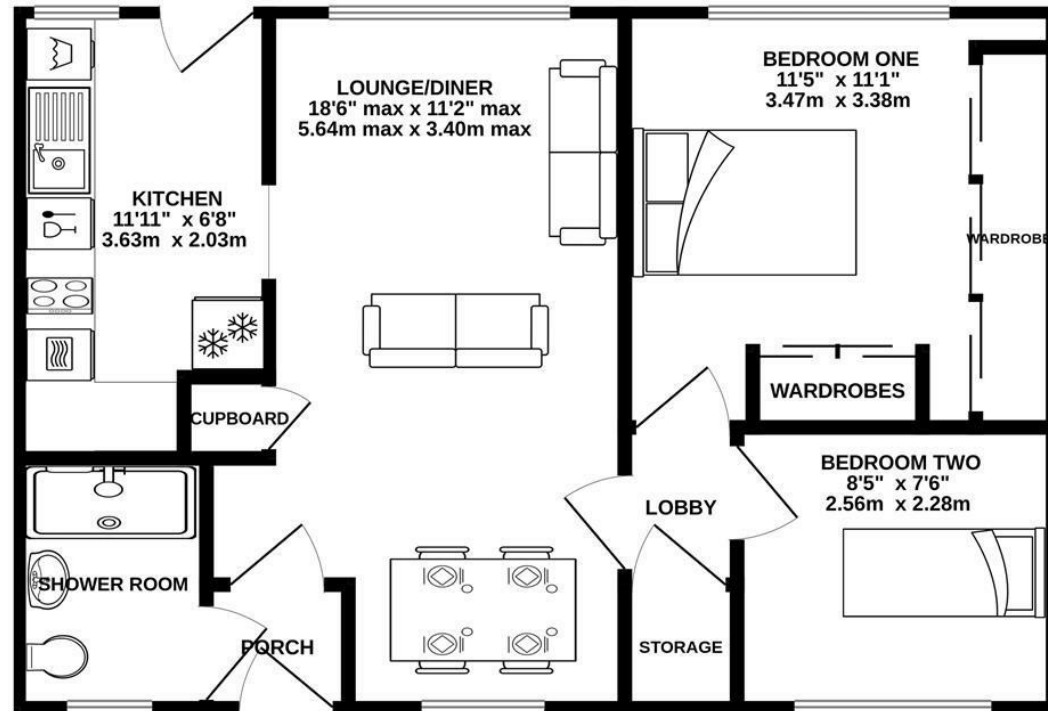 KITCHEN
11'11" x 6'8"
3.63m x 2.03m
LOUNGE/DINER
18'6" max x 11'2" max
5.64m max x 3.40m max
BEDROOM ONE
11'5" x 11'1"
3.47m x 3.38m
WARDROBE
WARDROBES
CUPBOARD
BEDROOM TWO
8'5" x 7'6"
2.56m x 2.28m
LOBBY
SHOWER ROOM
PORCH
STORAGE